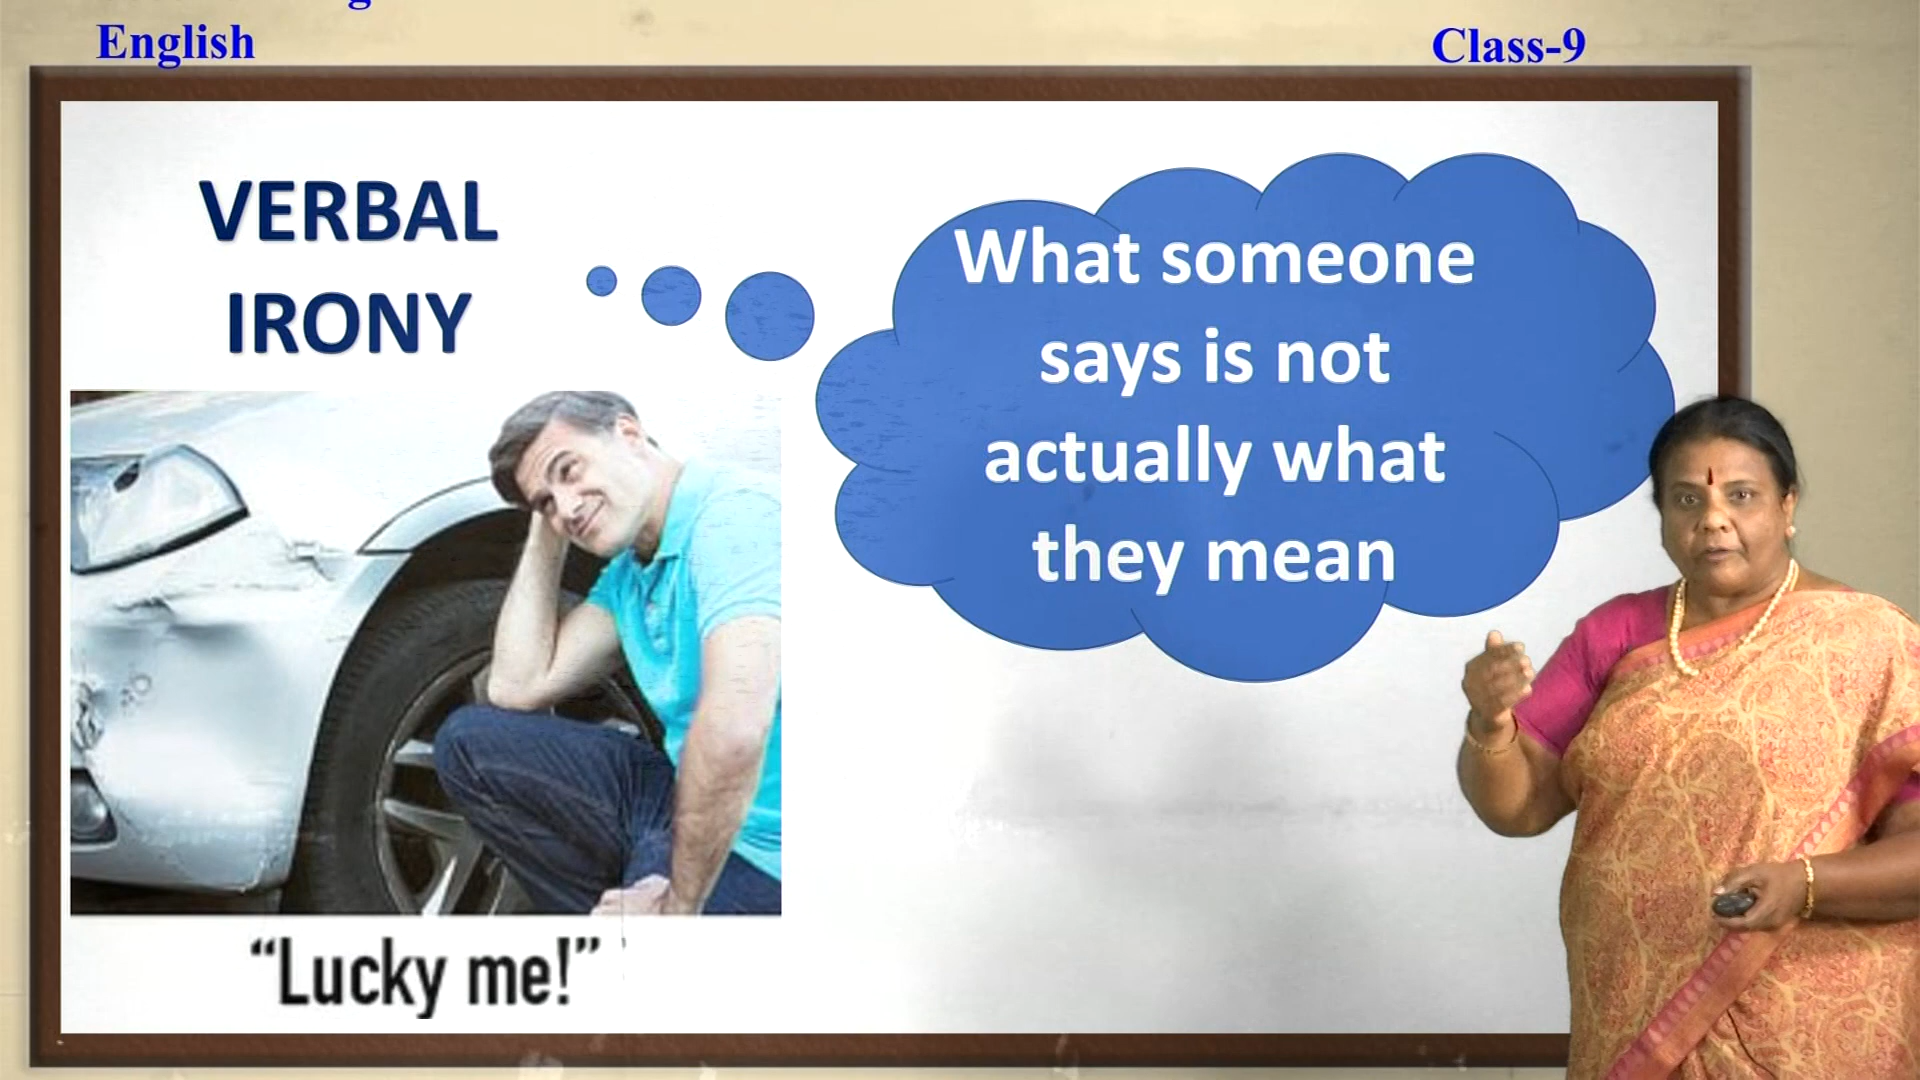 English
Class-9
VERBAL
IRONY
What someone
says is not
actually what
they mean
“Lucky me!”